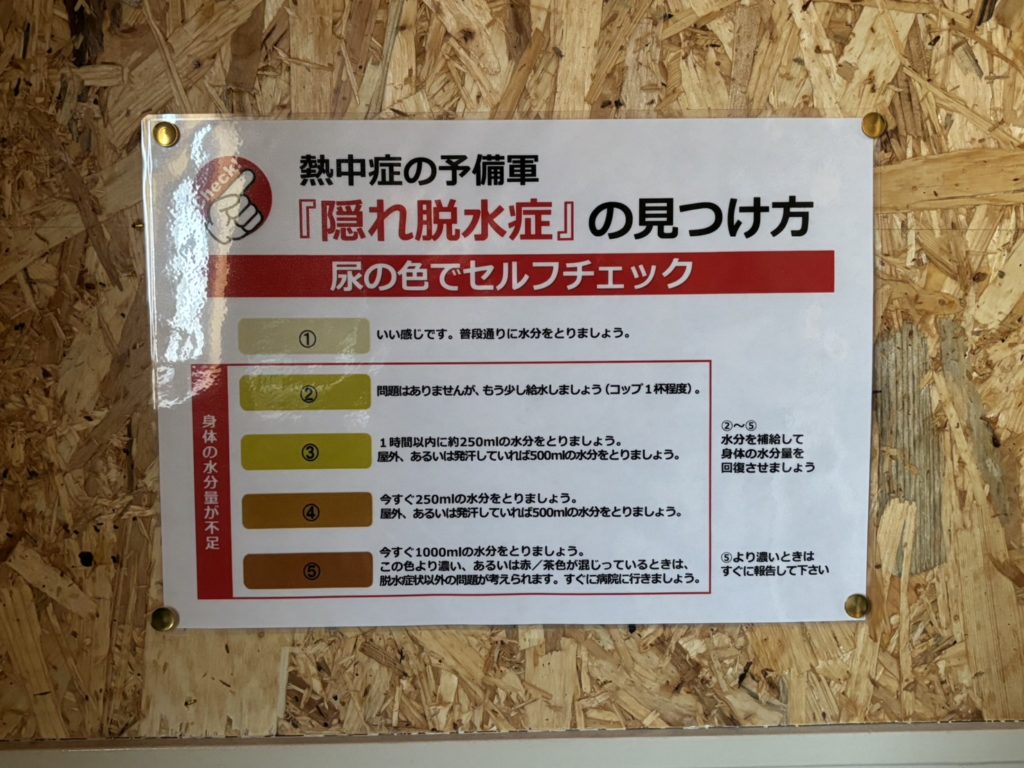 Check!
熱中症の予備軍
『隠れ脱水症』の見つけ方
尿の色でセルフチェック
① いい感じです。普段通りに水分をとりましょう。
身体の水分量が不足
② 問題はありませんが、もう少し給水しましょう(コップ1杯程度)。
③ 1時間以内に約250mlの水分をとりましょう。
屋外、あるいは発汗していれば500mlの水分をとりましょう。
④ 今すぐ250mlの水分をとりましょう。
屋外、あるいは発汗していれば500mlの水分をとりましょう。
⑤ 今すぐ1000mlの水分をとりましょう。
この色より濃い、あるいは赤／茶色が混じっているときは、
脱水症状以外の問題が考えられます。すぐに病院に行きましょう。
②～⑤
水分を補給して
身体の水分量を
回復させましょう
⑤より濃いときは
すぐに報告して下さい